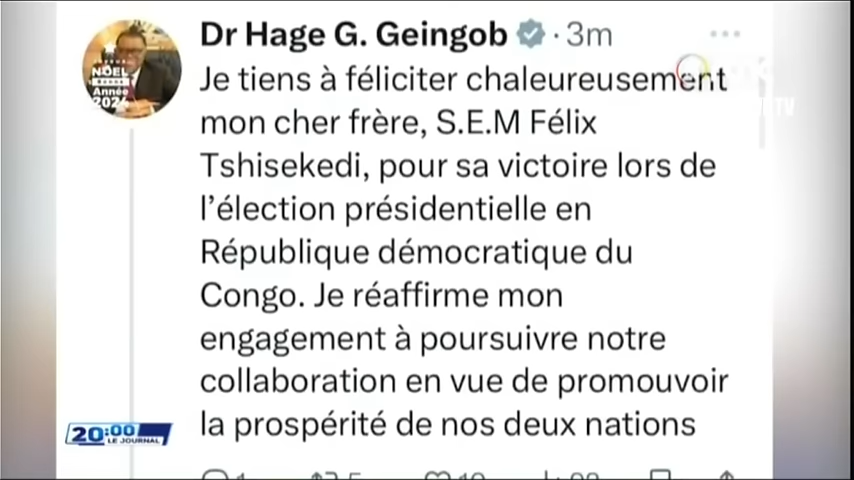 Dr Hage G. Geingob · 3m
NOËL
Année
Je tiens à féliciter chaleureusement
mon cher frère, S.E.M Félix
Tshisekedi, pour sa victoire lors de
l’élection présidentielle en
République démocratique du
Congo. Je réaffirme mon
engagement à poursuivre notre
collaboration en vue de promouvoir
la prospérité de nos deux nations
20:00
LE JOURNAL